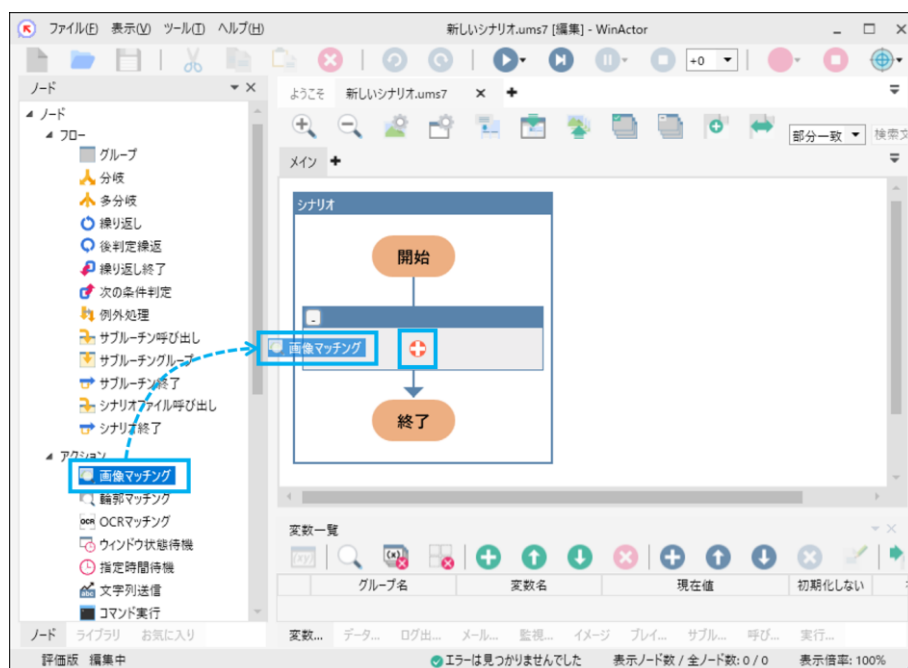 ファイル(F) 表示(V) ツール(T) ヘルプ(H)
新しいシナリオ.ums7 [編集] - WinActor
+0
ノード
ようこそ 新しいシナリオ.ums7
ノード
フロー
グループ
分岐
多分岐
繰り返し
後判定繰返
繰り返し終了
次の条件判定
例外処理
サブルーチン呼び出し
サブルーチングループ
サブルーチン終了
シナリオファイル呼び出し
シナリオ終了
アクション
画像マッチング
輪郭マッチング
OCR OCRマッチング
ウィンドウ状態待機
指定時間待機
文字列送信
コマンド実行
ノード ライブラリ お気に入り
部分一致 検索文
メイン
シナリオ
開始
画像マッチング
終了
変数一覧
グループ名 変数名 現在値 初期化しない
変数... データ... ログ出... メール... 監視... イメージ プレイ... サブル... 呼び... 実行...
評価版 編集中 エラーは見つかりませんでした 表示ノード数 / 全ノード数: 0 / 0 表示倍率: 100%